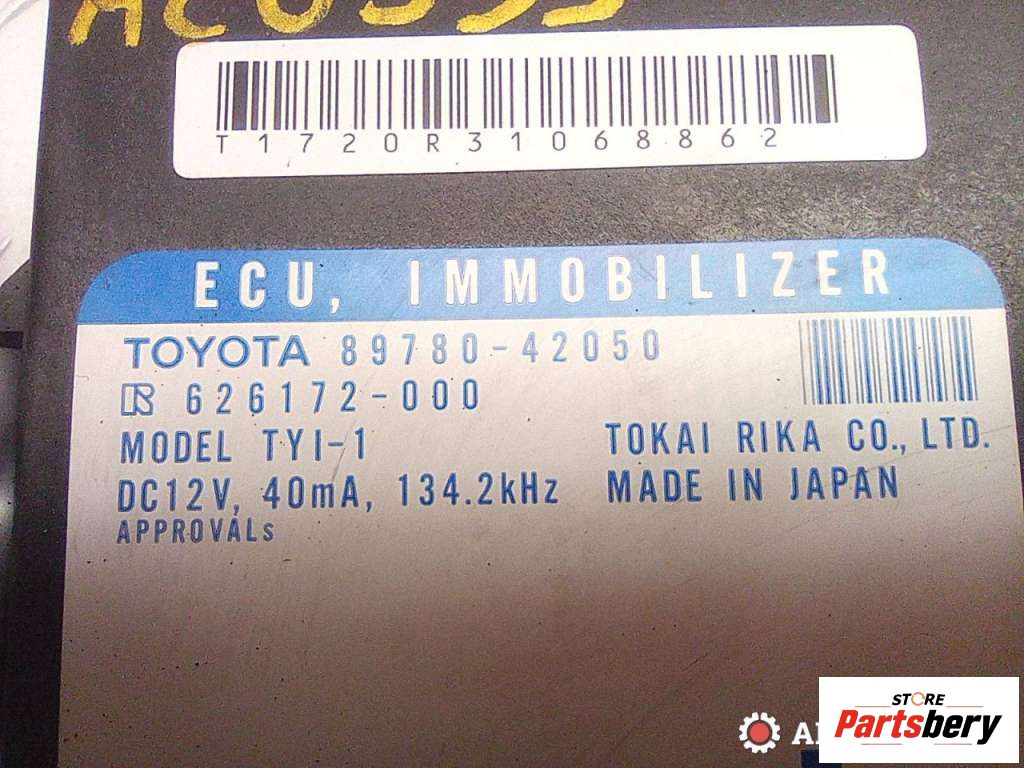 T1720R31068862
ECU, IMMOBILIZER
TOYOTA 89780-42050
626172-000
MODEL TYI-1
TOKAI RIKA CO., LTD.
DC12V, 40mA, 134.2kHz
MADE IN JAPAN
APPROVALs
STORE
Partsbery